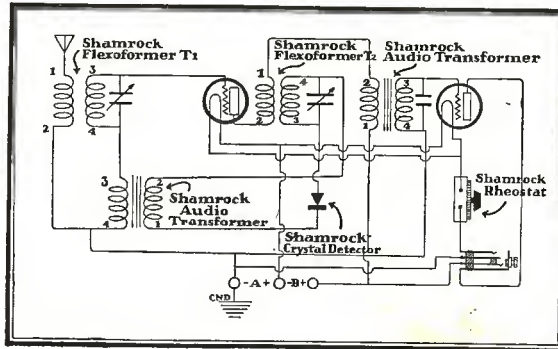 Shamrock
Flexoformer T1
Shamrock
Flexoformer T2
Shamrock
Audio Transformer
1
3
2
4
1
4
2
3
2
3
1
4
3
2
4
1
Shamrock
Audio
Transformer
Shamrock
Crystal Detector
Shamrock
Rheostat
-A+
-B+
GND